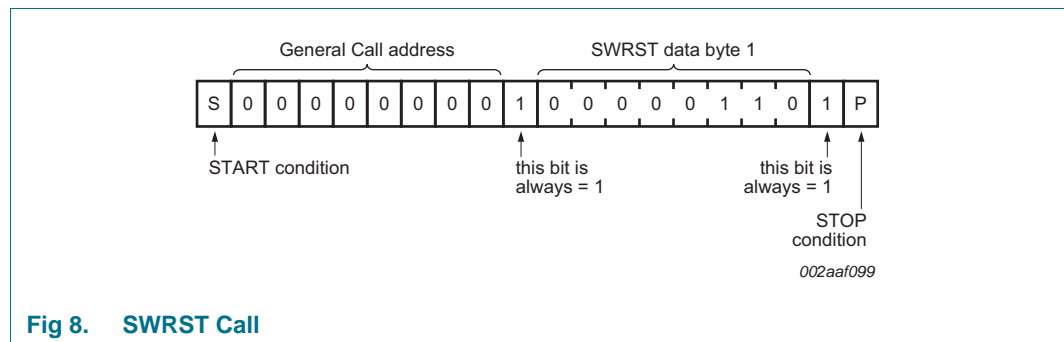 General Call address
SWRST data byte 1
S 0 0 0 0 0 0 0 0 1 0 0 0 0 0 1 1 0 1 P
START condition
this bit is
always = 1
this bit is
always = 1
STOP
condition
002aaf099
Fig 8. SWRST Call